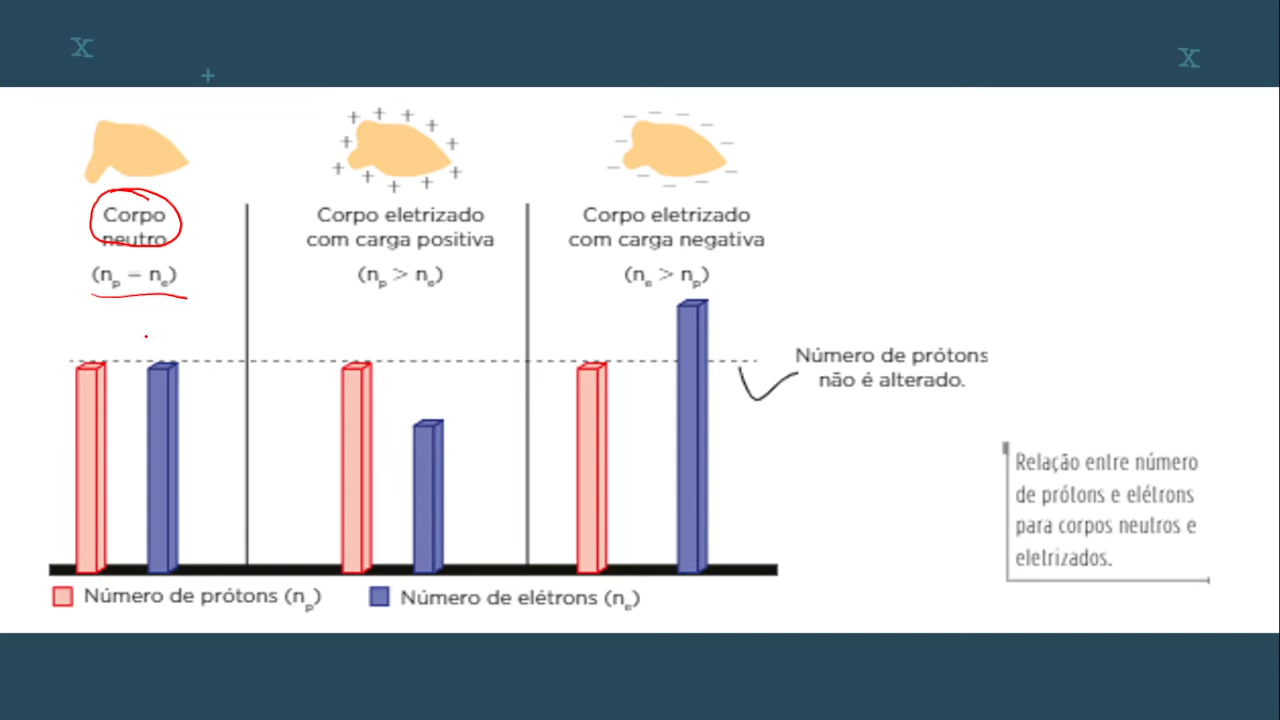 x
+
x
Corpo
neutro
(nₚ − nₑ)
Corpo eletrizado
com carga positiva
(nₚ > nₑ)
Corpo eletrizado
com carga negativa
(nₑ > nₚ)
Número de prótons
não é alterado.
Relação entre número
de prótons e elétrons
para corpos neutros e
eletrizados.
Número de prótons (nₚ)
Número de elétrons (nₑ)